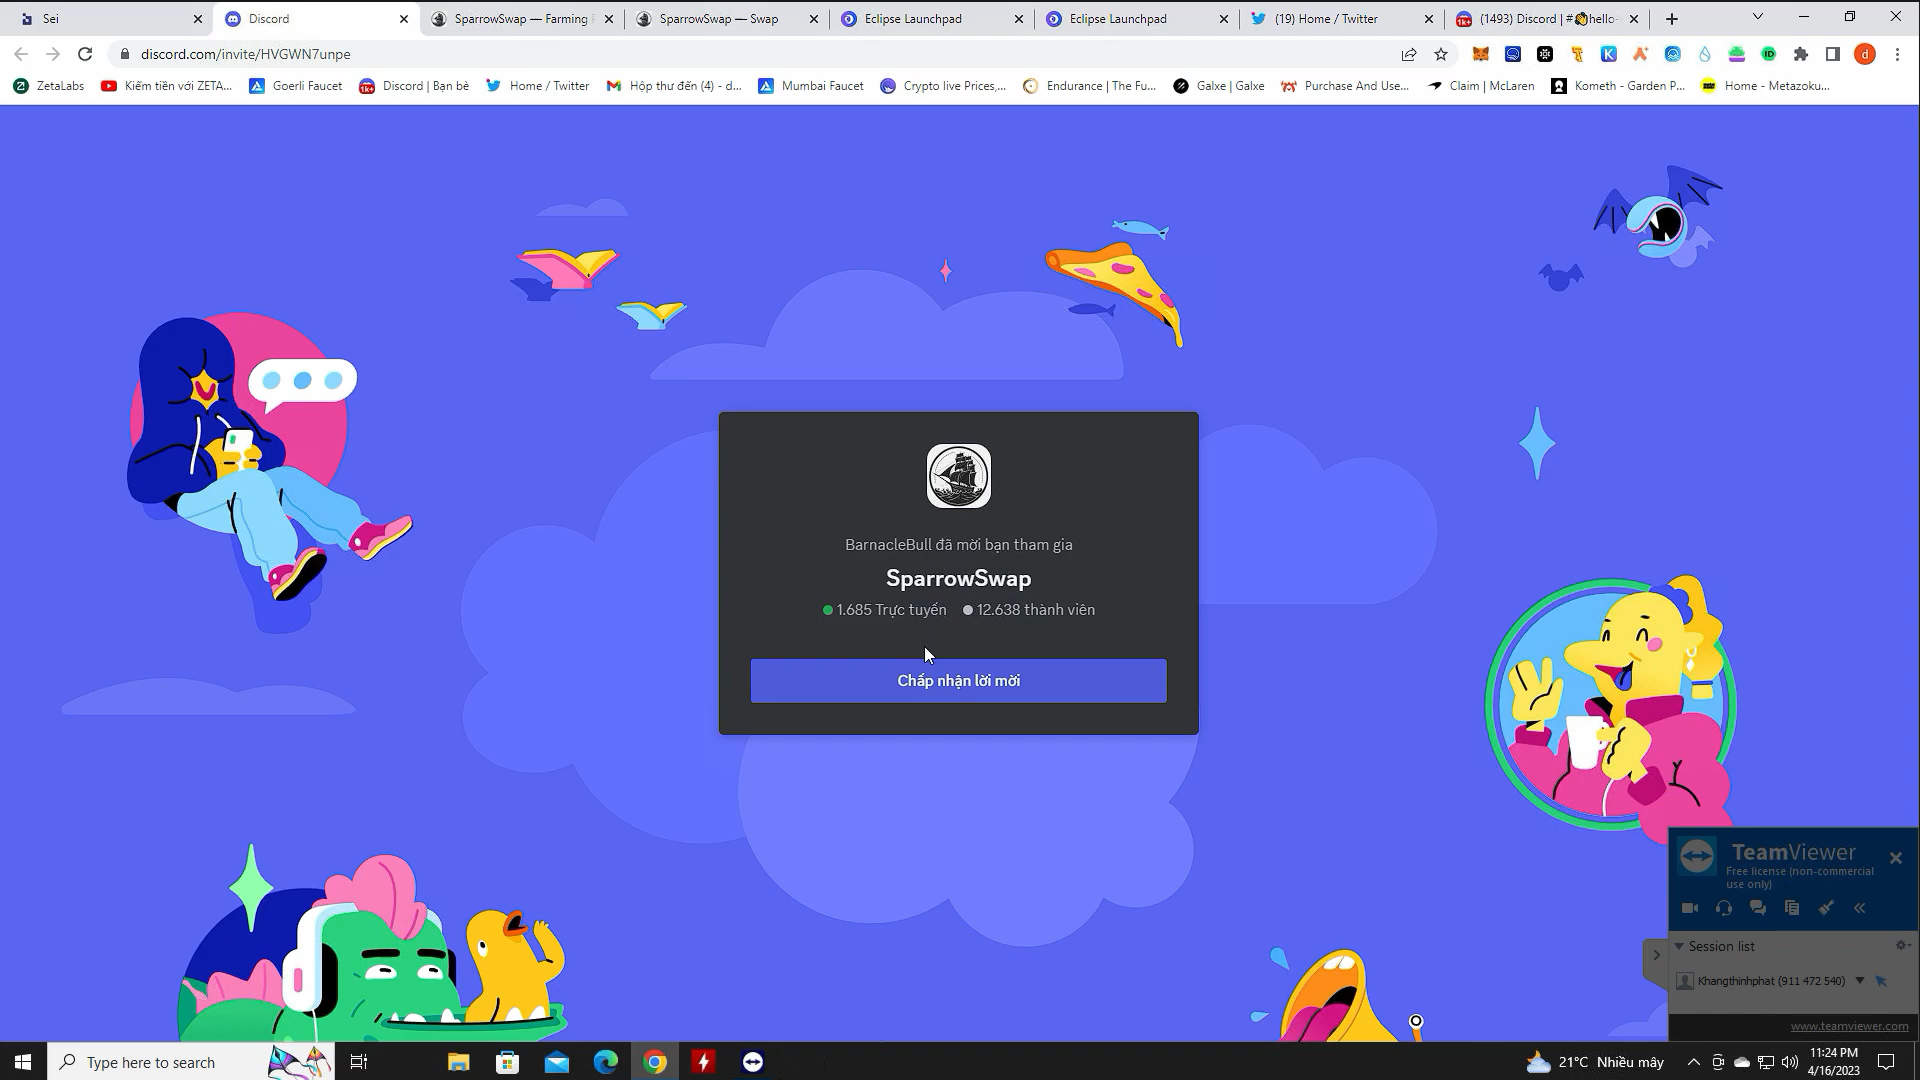 Sei
Discord
SparrowSwap — Farming
SparrowSwap — Swap
Eclipse Launchpad
Eclipse Launchpad
(19) Home / Twitter
(1493) Discord | #👋hello-
discord.com/invite/HVGWN7unpe
ZetaLabs
Kiếm tiền với ZETA...
Goerli Faucet
Discord | Bạn bè
Home / Twitter
Hộp thư đến (4) - d...
Mumbai Faucet
Crypto live Prices,...
Endurance | The Fu...
Galxe | Galxe
Purchase And Use...
Claim | McLaren
Kometh - Garden P...
Home - Metazoku...
BarnacleBull đã mời bạn tham gia
SparrowSwap
1.685 Trực tuyến 12.638 thành viên
Chấp nhận lời mời
TeamViewer
Free license (non-commercial
use only)
Session list
Khangthinhphat (911 472 540)
www.teamviewer.com
Type here to search
21°C Nhiều mây
11:24 PM
4/16/2023